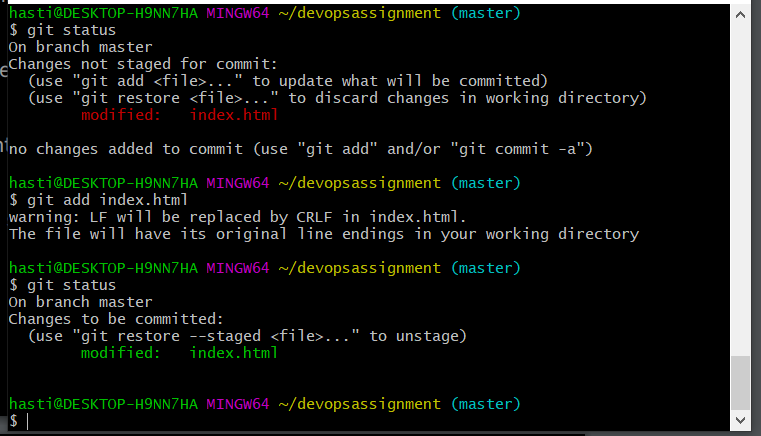 hasti@DESKTOP-H9NN7HA MINGW64 ~/devopsassignment (master)
$ git status
On branch master
Changes not staged for commit:
  (use "git add <file>..." to update what will be committed)
  (use "git restore <file>..." to discard changes in working directory)
        modified:   index.html

no changes added to commit (use "git add" and/or "git commit -a")

hasti@DESKTOP-H9NN7HA MINGW64 ~/devopsassignment (master)
$ git add index.html
warning: LF will be replaced by CRLF in index.html.
The file will have its original line endings in your working directory

hasti@DESKTOP-H9NN7HA MINGW64 ~/devopsassignment (master)
$ git status
On branch master
Changes to be committed:
  (use "git restore --staged <file>..." to unstage)
        modified:   index.html


hasti@DESKTOP-H9NN7HA MINGW64 ~/devopsassignment (master)
$